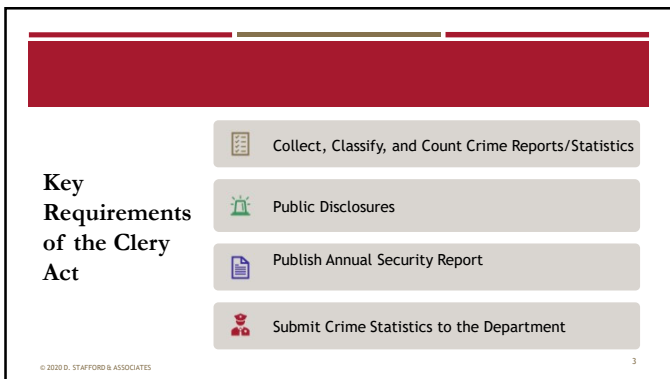 Key
Requirements
of the Clery
Act
Collect, Classify, and Count Crime Reports/Statistics
Public Disclosures
Publish Annual Security Report
Submit Crime Statistics to the Department
© 2020 D. STAFFORD & ASSOCIATES
3